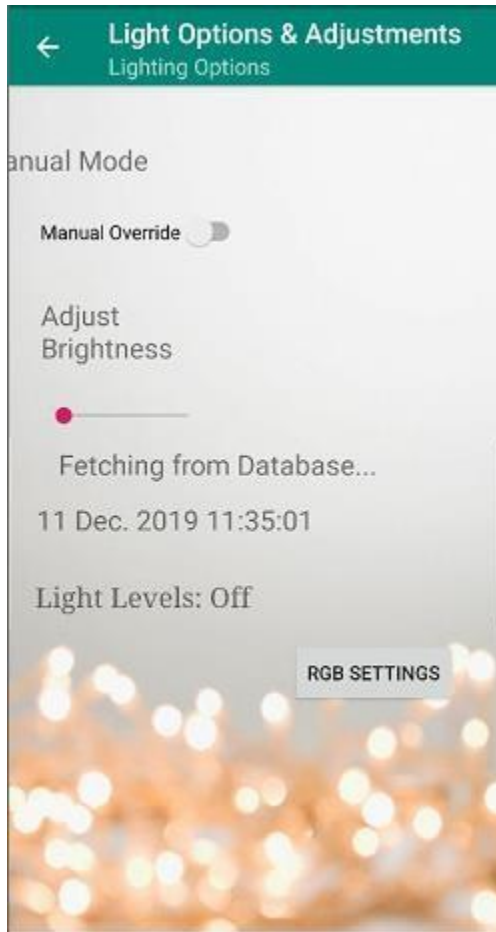 Light Options & Adjustments
Lighting Options
anual Mode
Manual Override
Adjust
Brightness
Fetching from Database...
11 Dec. 2019 11:35:01
Light Levels: Off
RGB SETTINGS